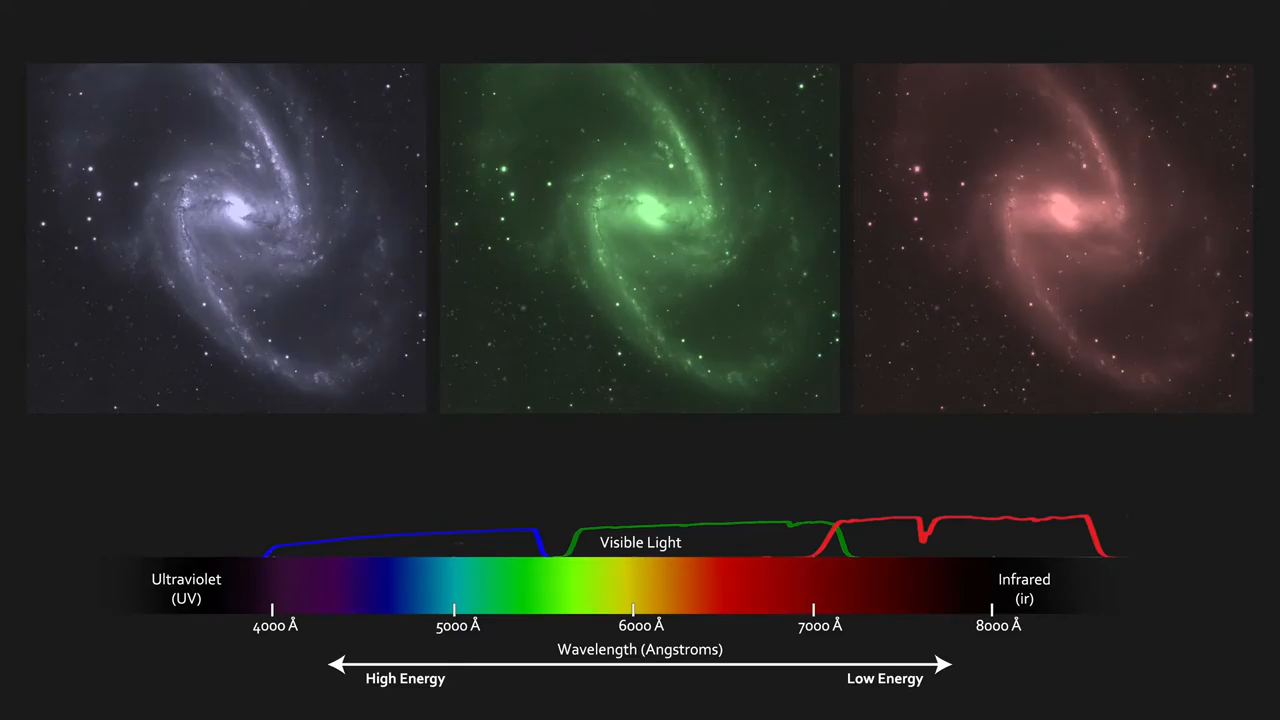 Visible Light
Ultraviolet
(UV)
Infrared
(ir)
4000 Å
5000 Å
6000 Å
7000 Å
8000 Å
Wavelength (Angstroms)
High Energy
Low Energy